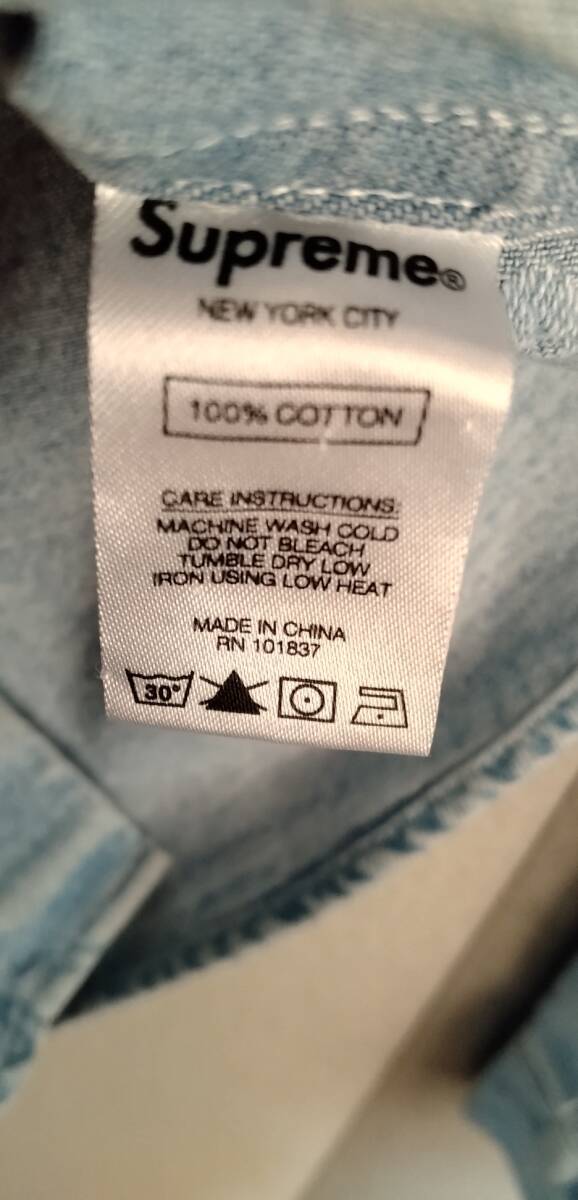 Supreme®
NEW YORK CITY
100% COTTON
CARE INSTRUCTIONS:
MACHINE WASH COLD
DO NOT BLEACH
TUMBLE DRY LOW
IRON USING LOW HEAT
MADE IN CHINA
RN 101837
30°